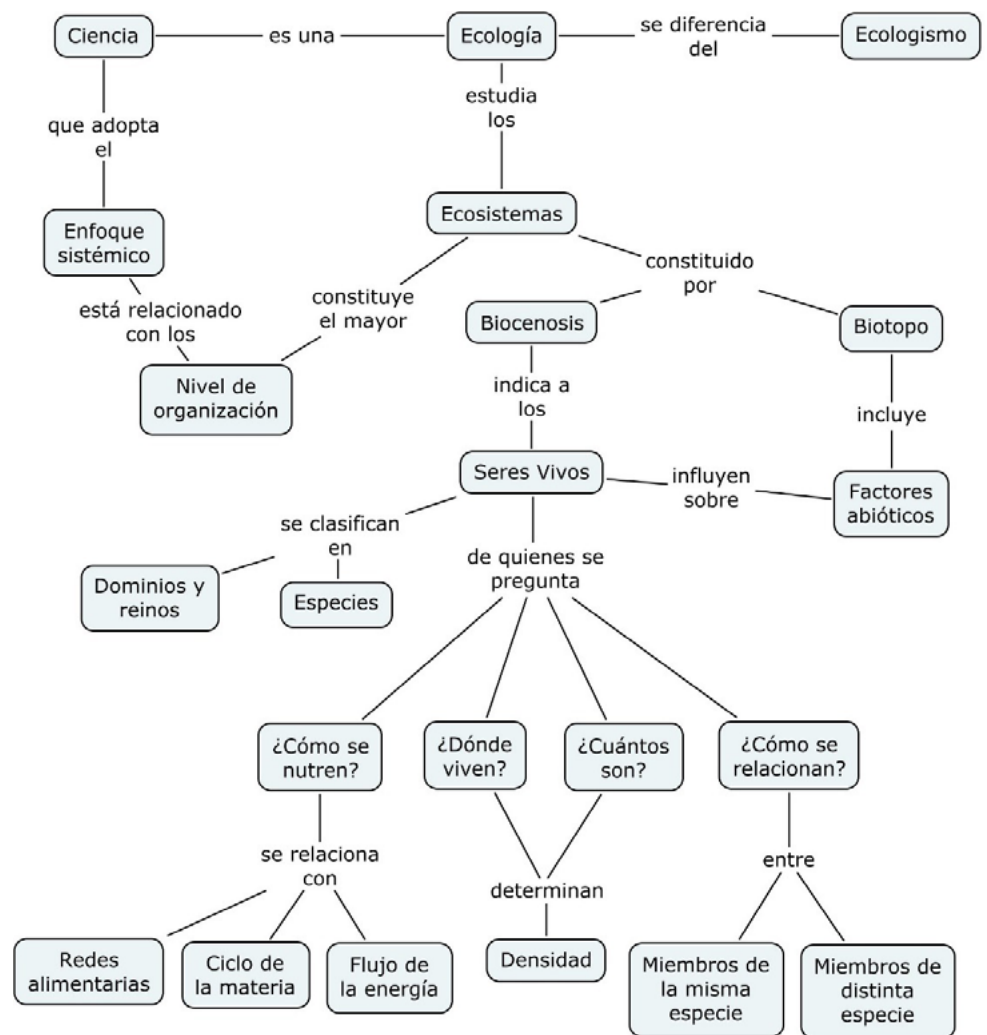 Ciencia
es una
Ecología
se diferencia
del
Ecologismo
que adopta
el
estudia
los
Enfoque
sistémico
Ecosistemas
está relacionado
con los
constituye
el mayor
constituido
por
Nivel de
organización
Biocenosis
Biotopo
indica a
los
incluye
Seres Vivos
influyen
sobre
Factores
abióticos
se clasifican
en
Dominios y
reinos
Especies
de quienes se
pregunta
¿Cómo se
nutren?
¿Dónde
viven?
¿Cuántos
son?
¿Cómo se
relacionan?
se relaciona
con
determinan
entre
Redes
alimentarias
Ciclo de
la materia
Flujo de
la energía
Densidad
Miembros de
la misma
especie
Miembros de
distinta
especie